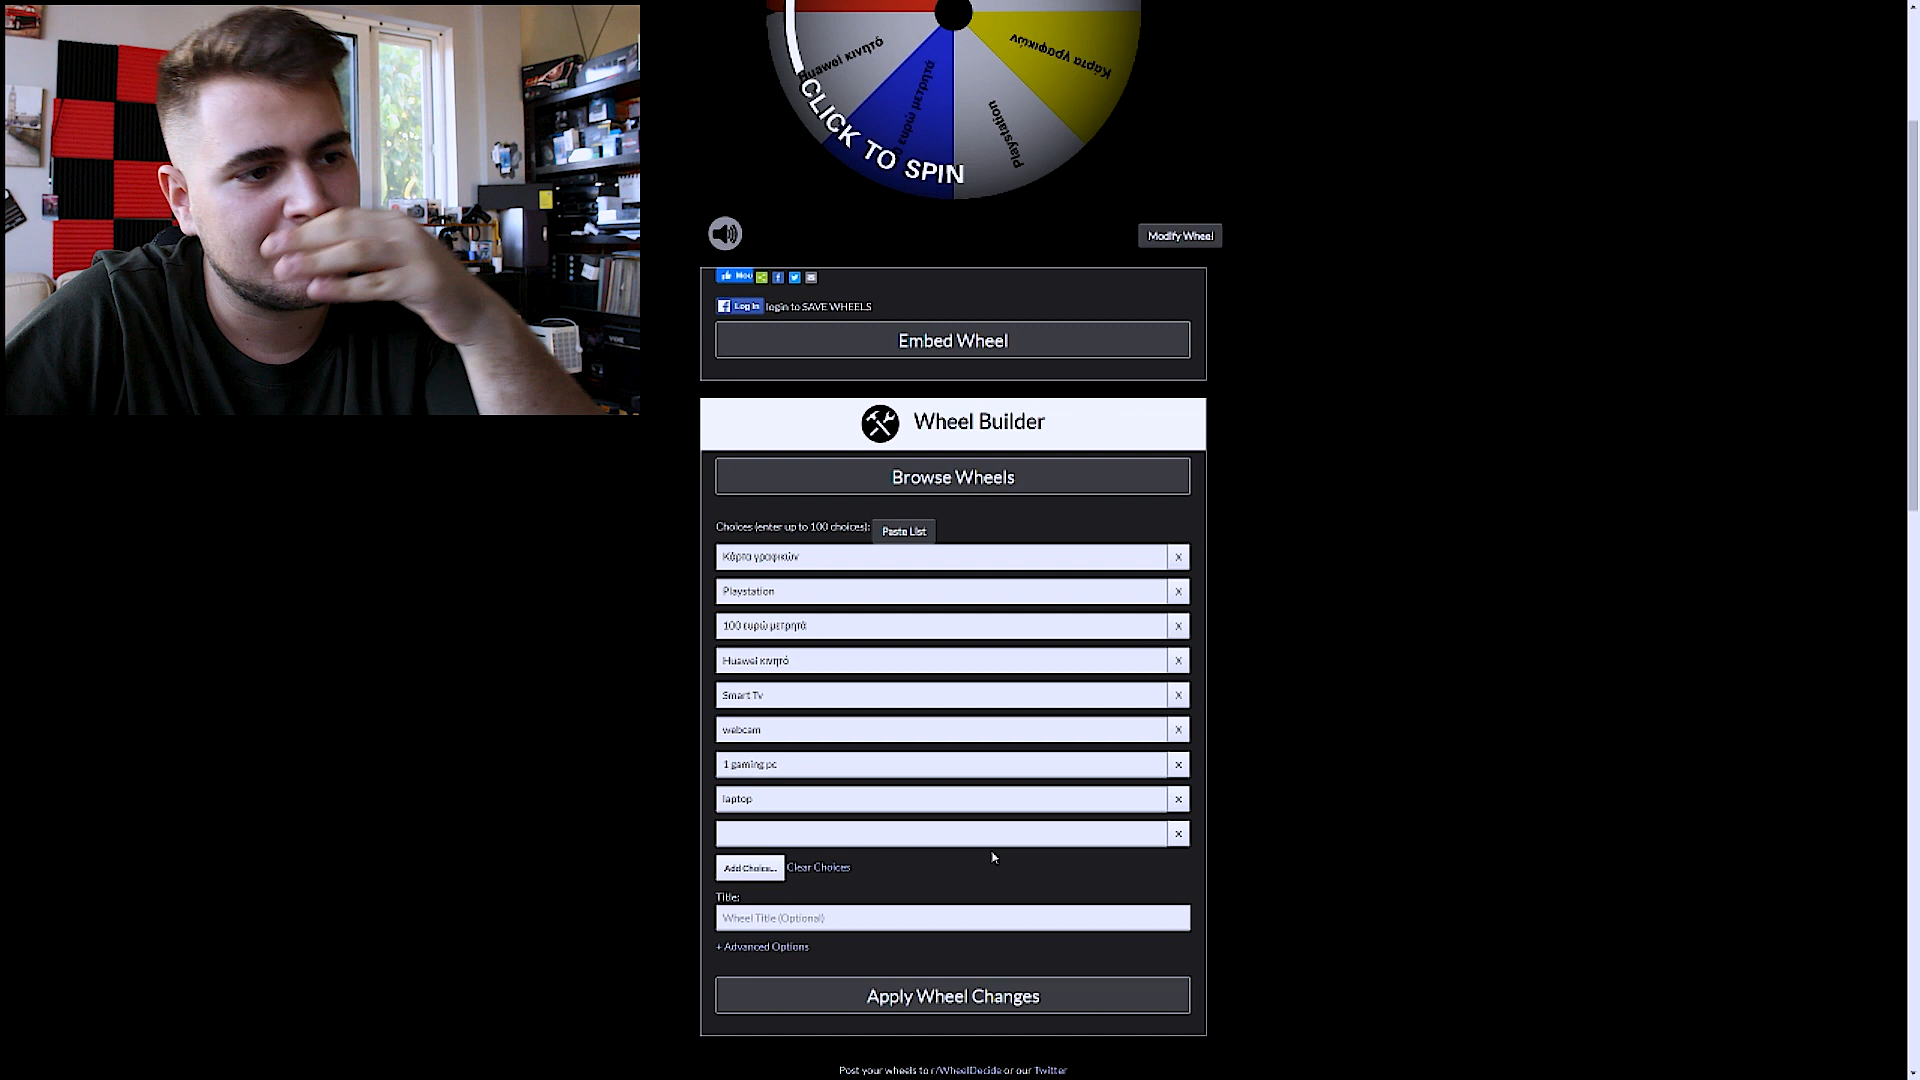 Huawei κινητό
Κάρτα γραφικών
ευρώ μετρητά
Playstation
CLICK TO SPIN
Modify Wheel
Log In login to SAVE WHEELS
Embed Wheel
Wheel Builder
Browse Wheels
Choices (enter up to 100 choices): Paste List
Κάρτα γραφικών X
Playstation X
100 ευρώ μετρητά X
Huawei κινητό X
Smart Tv X
webcam X
1 gaming pc X
laptop X
X
Add Choice... Clear Choices
Title:
Wheel Title (Optional)
+ Advanced Options
Apply Wheel Changes
Post your wheels to r/WheelDecide or our Twitter